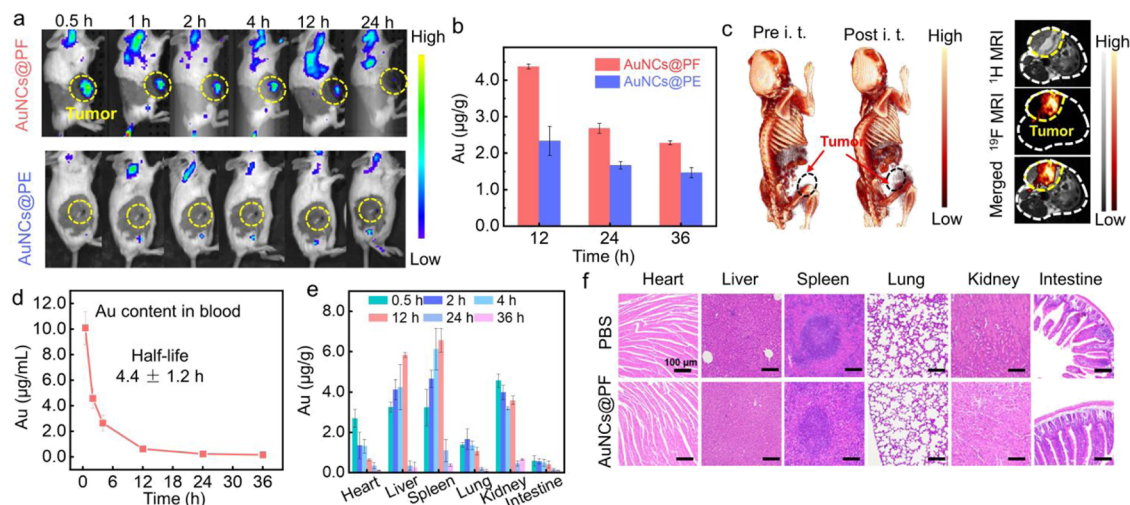 a
0.5 h 1 h 2 h 4 h 12 h 24 h
AuNCs@PF
Tumor
AuNCs@PE
High
Low
b
Au (μg/g)
4.0
3.0
2.0
1.0
0.0
AuNCs@PF
AuNCs@PE
12 24 36
Time (h)
c
Pre i. t. Post i. t.
Tumor
High
Low
¹H MRI
¹⁹F MRI
Tumor
Merged
High
Low
d
Au (μg/mL)
12.0
10.0
8.0
6.0
4.0
2.0
0.0
Au content in blood
Half-life
4.4 ± 1.2 h
0 6 12 18 24 30 36
Time (h)
e
Au (μg/g)
8.0
6.0
4.0
2.0
0.0
0.5 h 2 h 4 h
12 h 24 h 36 h
Heart Liver Spleen Lung Kidney Intestine
f
Heart Liver Spleen Lung Kidney Intestine
PBS
100 μm
AuNCs@PF